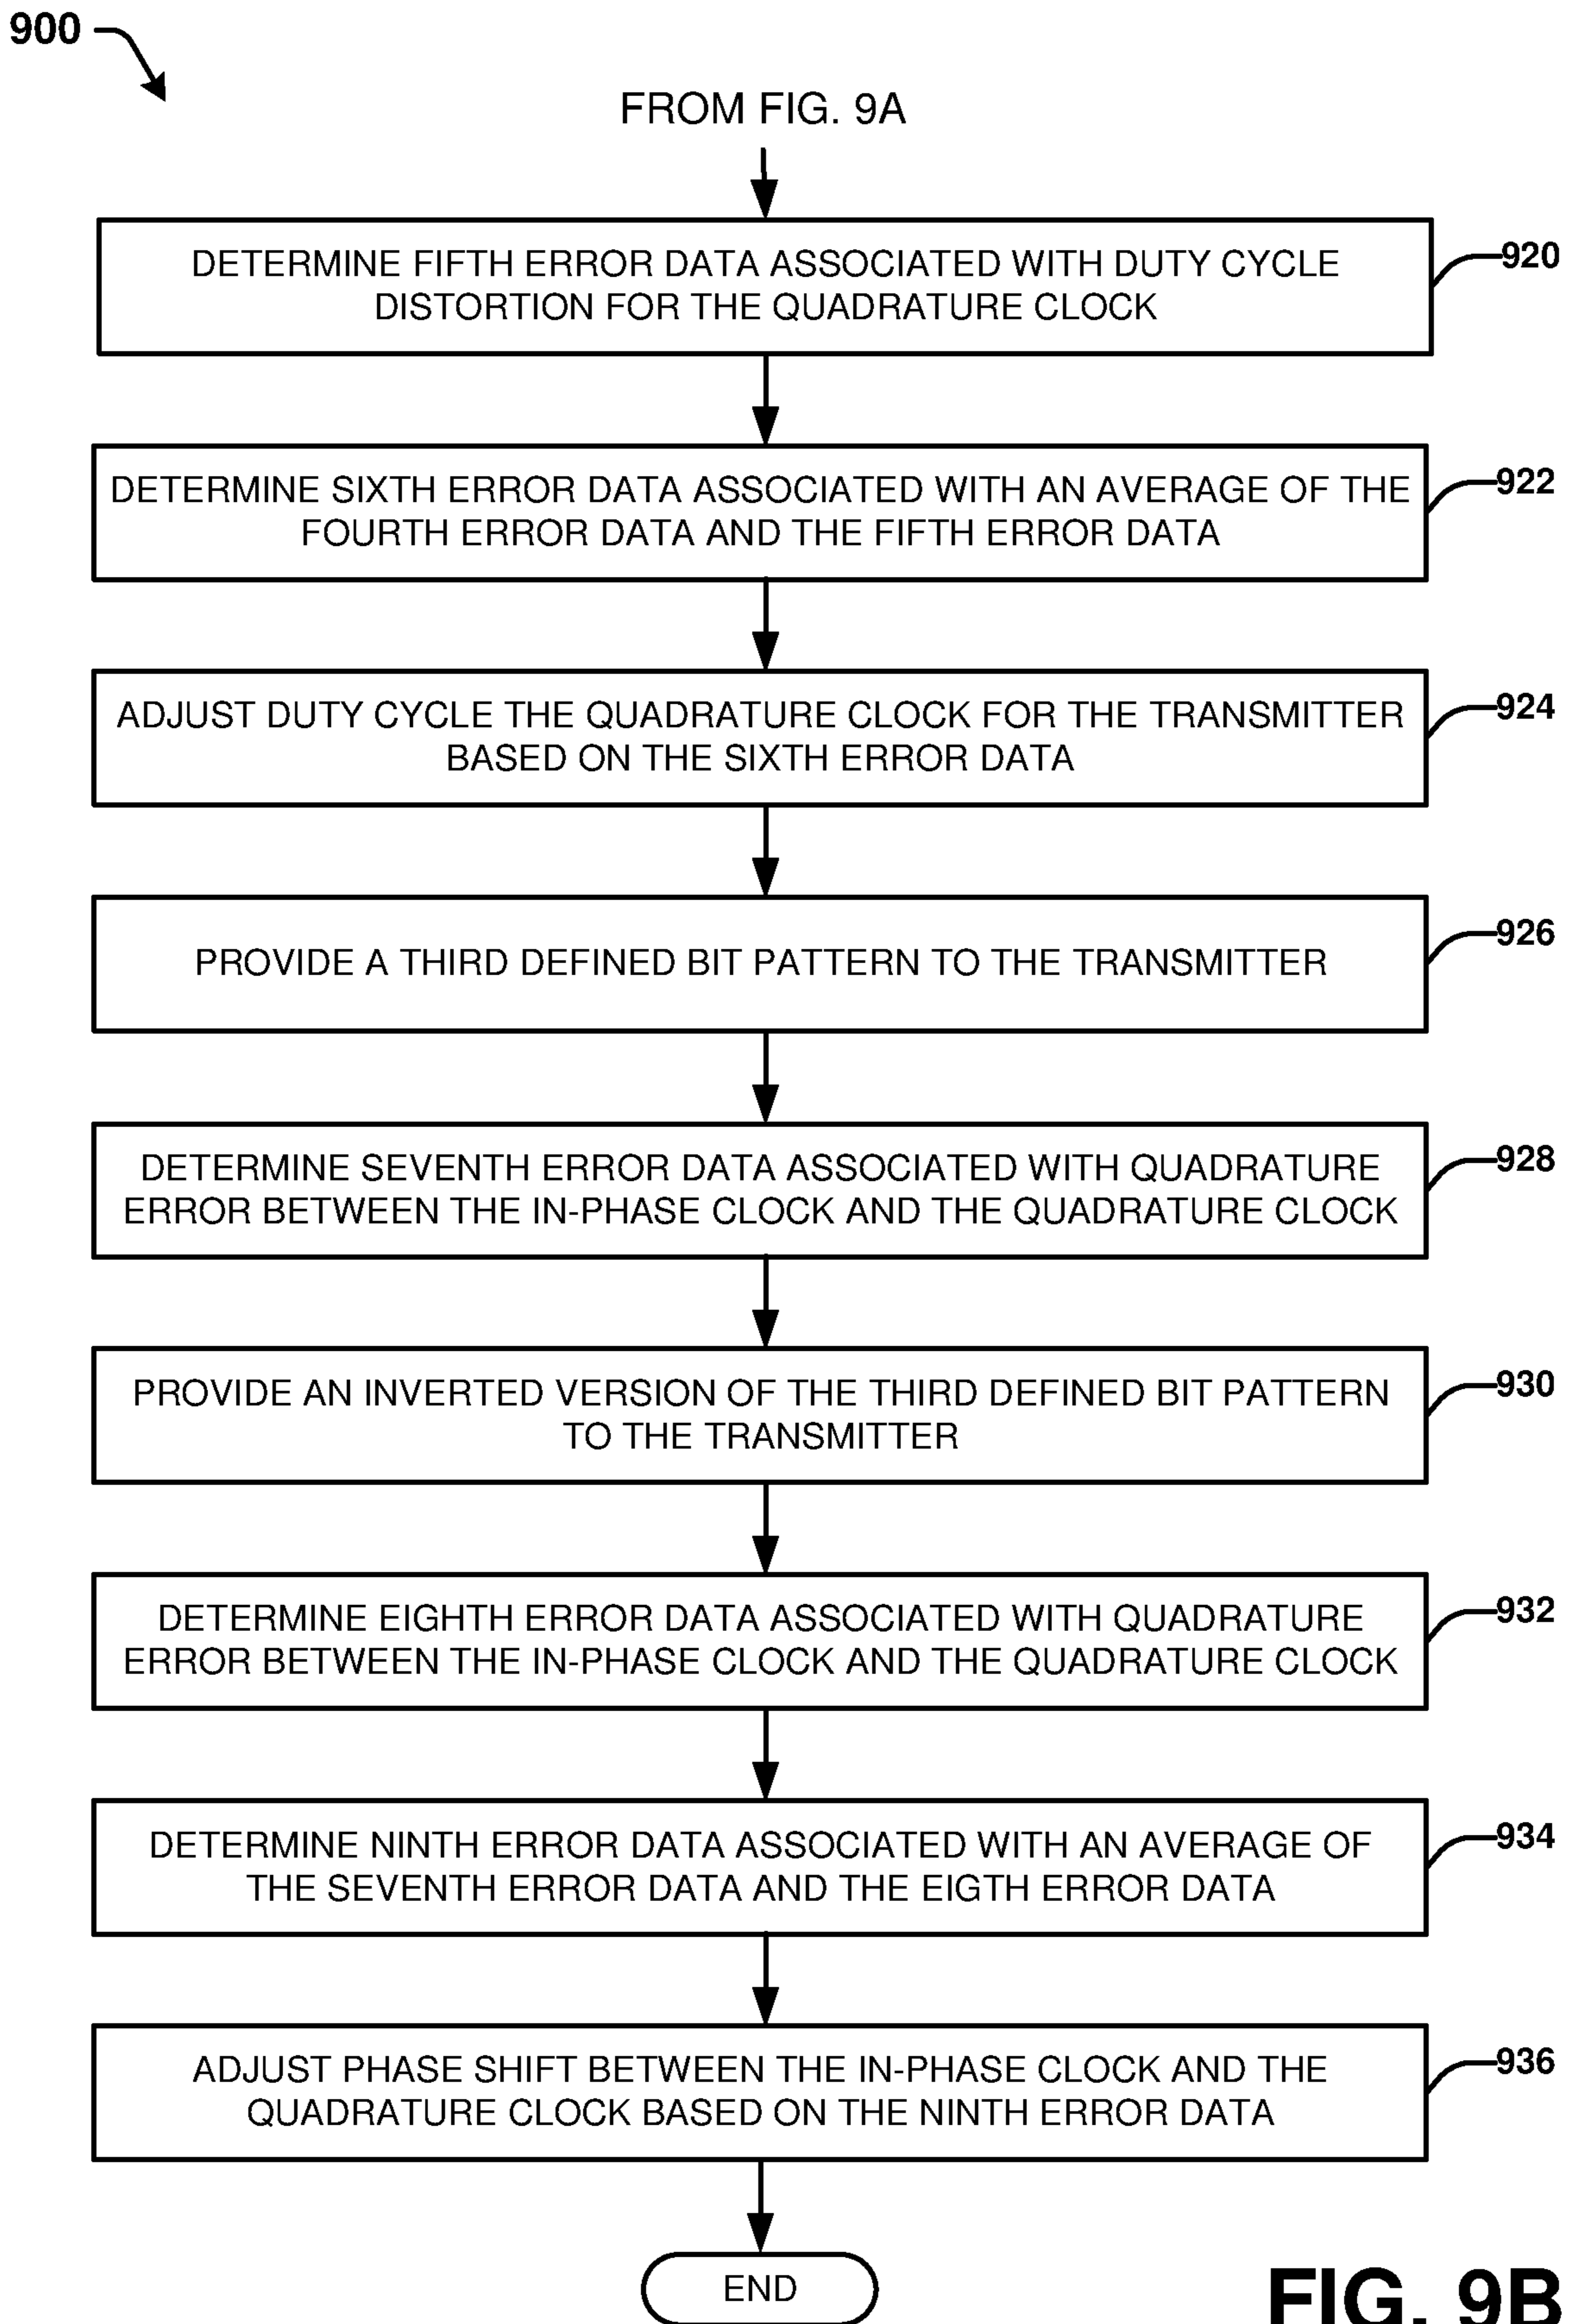 900
FROM FIG. 9A
DETERMINE FIFTH ERROR DATA ASSOCIATED WITH DUTY CYCLE
DISTORTION FOR THE QUADRATURE CLOCK
920
DETERMINE SIXTH ERROR DATA ASSOCIATED WITH AN AVERAGE OF THE
FOURTH ERROR DATA AND THE FIFTH ERROR DATA
922
ADJUST DUTY CYCLE THE QUADRATURE CLOCK FOR THE TRANSMITTER
BASED ON THE SIXTH ERROR DATA
924
PROVIDE A THIRD DEFINED BIT PATTERN TO THE TRANSMITTER
926
DETERMINE SEVENTH ERROR DATA ASSOCIATED WITH QUADRATURE
ERROR BETWEEN THE IN-PHASE CLOCK AND THE QUADRATURE CLOCK
928
PROVIDE AN INVERTED VERSION OF THE THIRD DEFINED BIT PATTERN
TO THE TRANSMITTER
930
DETERMINE EIGHTH ERROR DATA ASSOCIATED WITH QUADRATURE
ERROR BETWEEN THE IN-PHASE CLOCK AND THE QUADRATURE CLOCK
932
DETERMINE NINTH ERROR DATA ASSOCIATED WITH AN AVERAGE OF
THE SEVENTH ERROR DATA AND THE EIGTH ERROR DATA
934
ADJUST PHASE SHIFT BETWEEN THE IN-PHASE CLOCK AND THE
QUADRATURE CLOCK BASED ON THE NINTH ERROR DATA
936
END
FIG. 9B